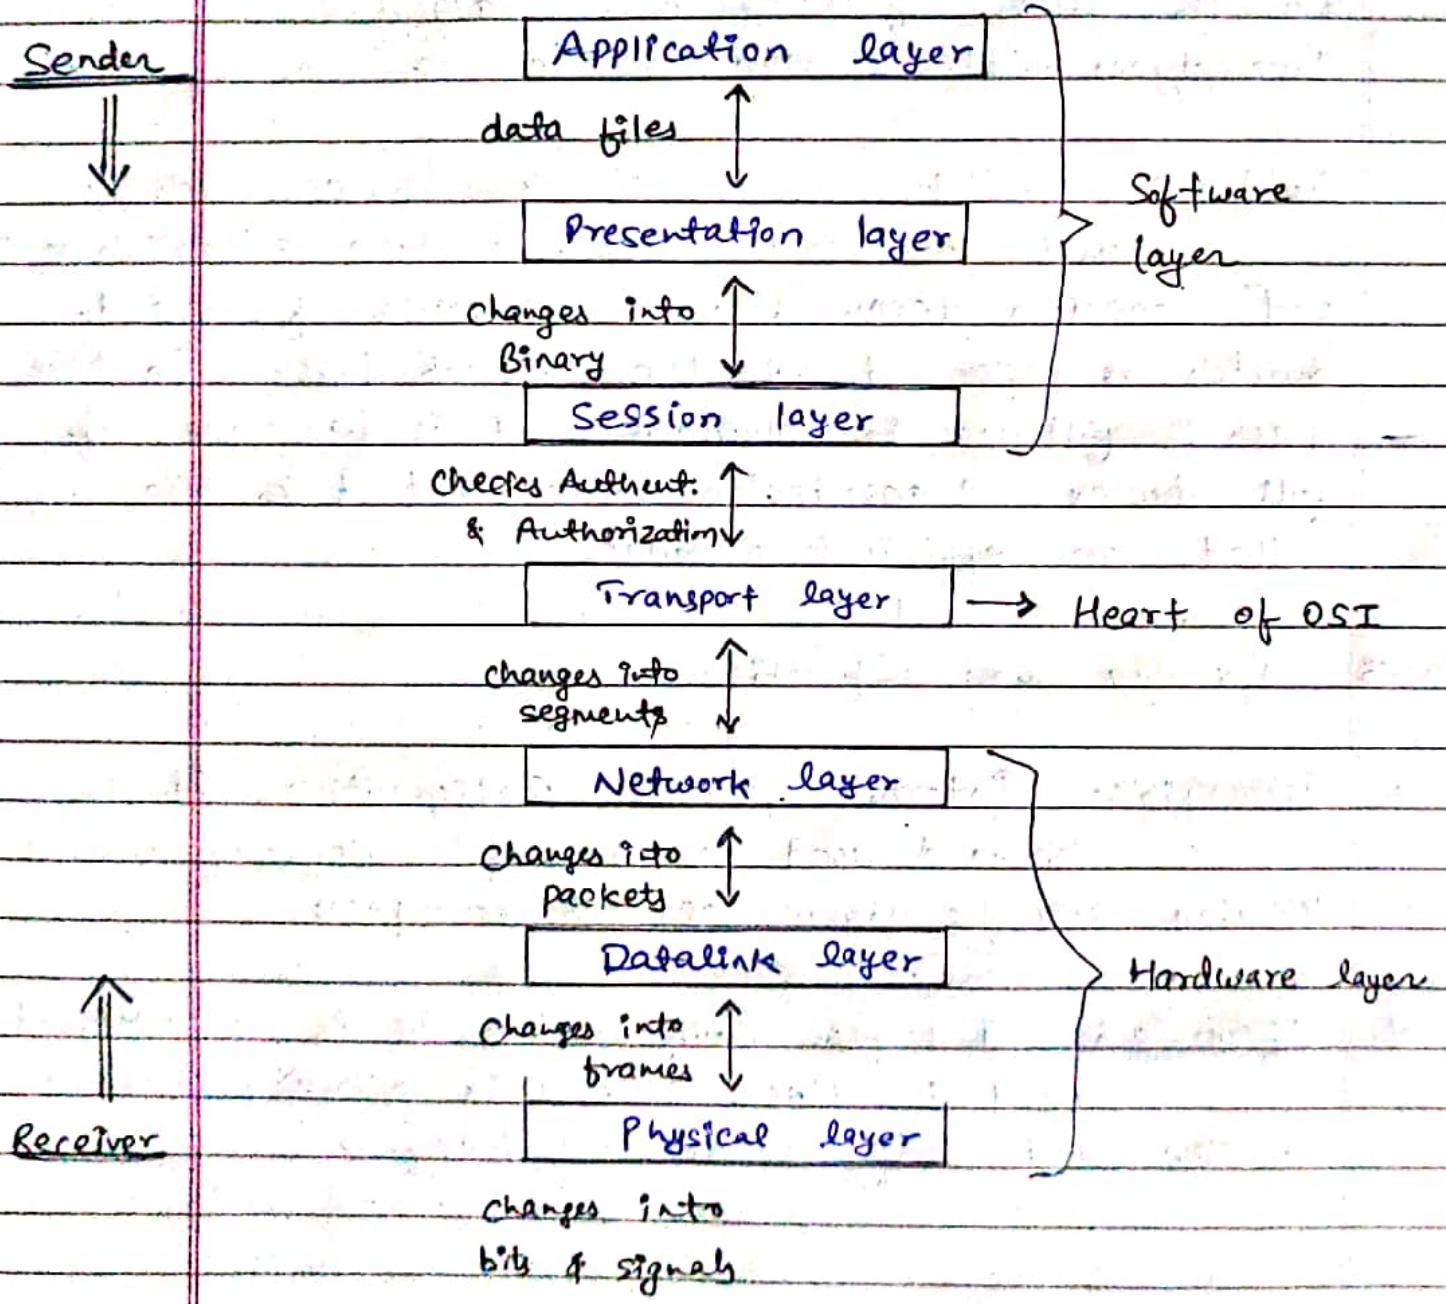 Sender
Application layer
data files
Presentation layer
Software
layer
changes into
Binary
Session layer
checks Authent.
& Authorization
Transport layer → Heart of OSI
changes into
segments
Network layer
changes into
packets
Datalink layer
Hardware layer
changes into
frames
Receiver
Physical layer
changes into
bits & signals